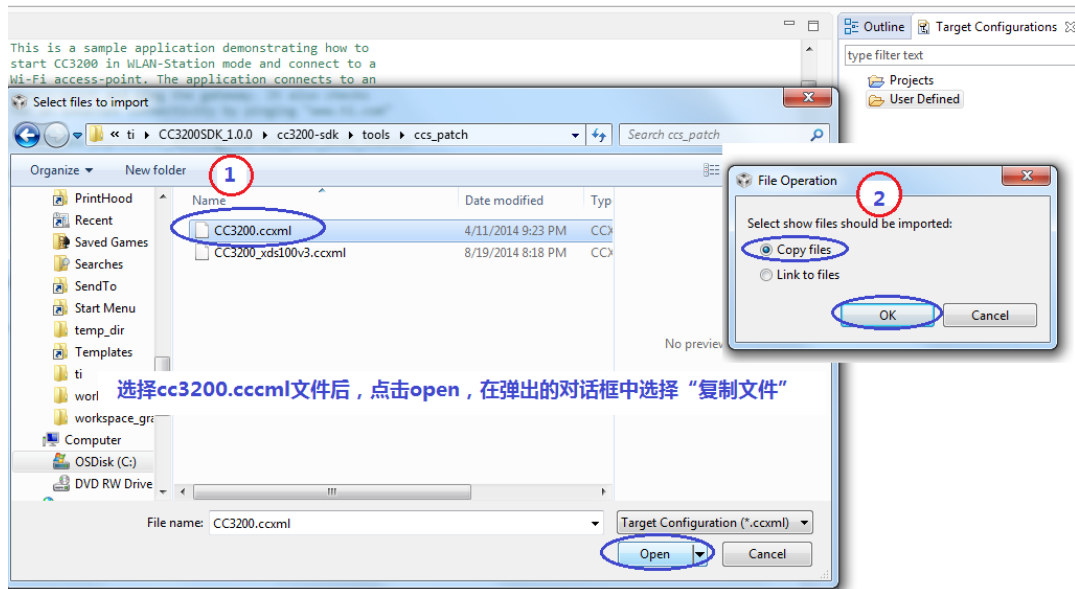 This is a sample application demonstrating how to
start CC3200 in WLAN-Station mode and connect to a
Wi-Fi access-point. The application connects to an
Outline
Target Configurations
type filter text
Projects
User Defined
Select files to import
« ti ▸ CC3200SDK_1.0.0 ▸ cc3200-sdk ▸ tools ▸ ccs_patch
Search ccs_patch
Organize
New folder
1
PrintHood
Recent
Saved Games
Searches
SendTo
Start Menu
temp_dir
Templates
ti
worl
workspace_gra
Computer
OSDisk (C:)
DVD RW Drive
Name
Date modified
Typ
CC3200.ccxml
4/11/2014 9:23 PM
CCX
CC3200_xds100v3.ccxml
8/19/2014 8:18 PM
CCX
No preview
File Operation
2
Select show files should be imported:
Copy files
Link to files
OK
Cancel
选择cc3200.cccml文件后，点击open，在弹出的对话框中选择“复制文件”
File name:
CC3200.ccxml
Target Configuration (*.ccxml)
Open
Cancel